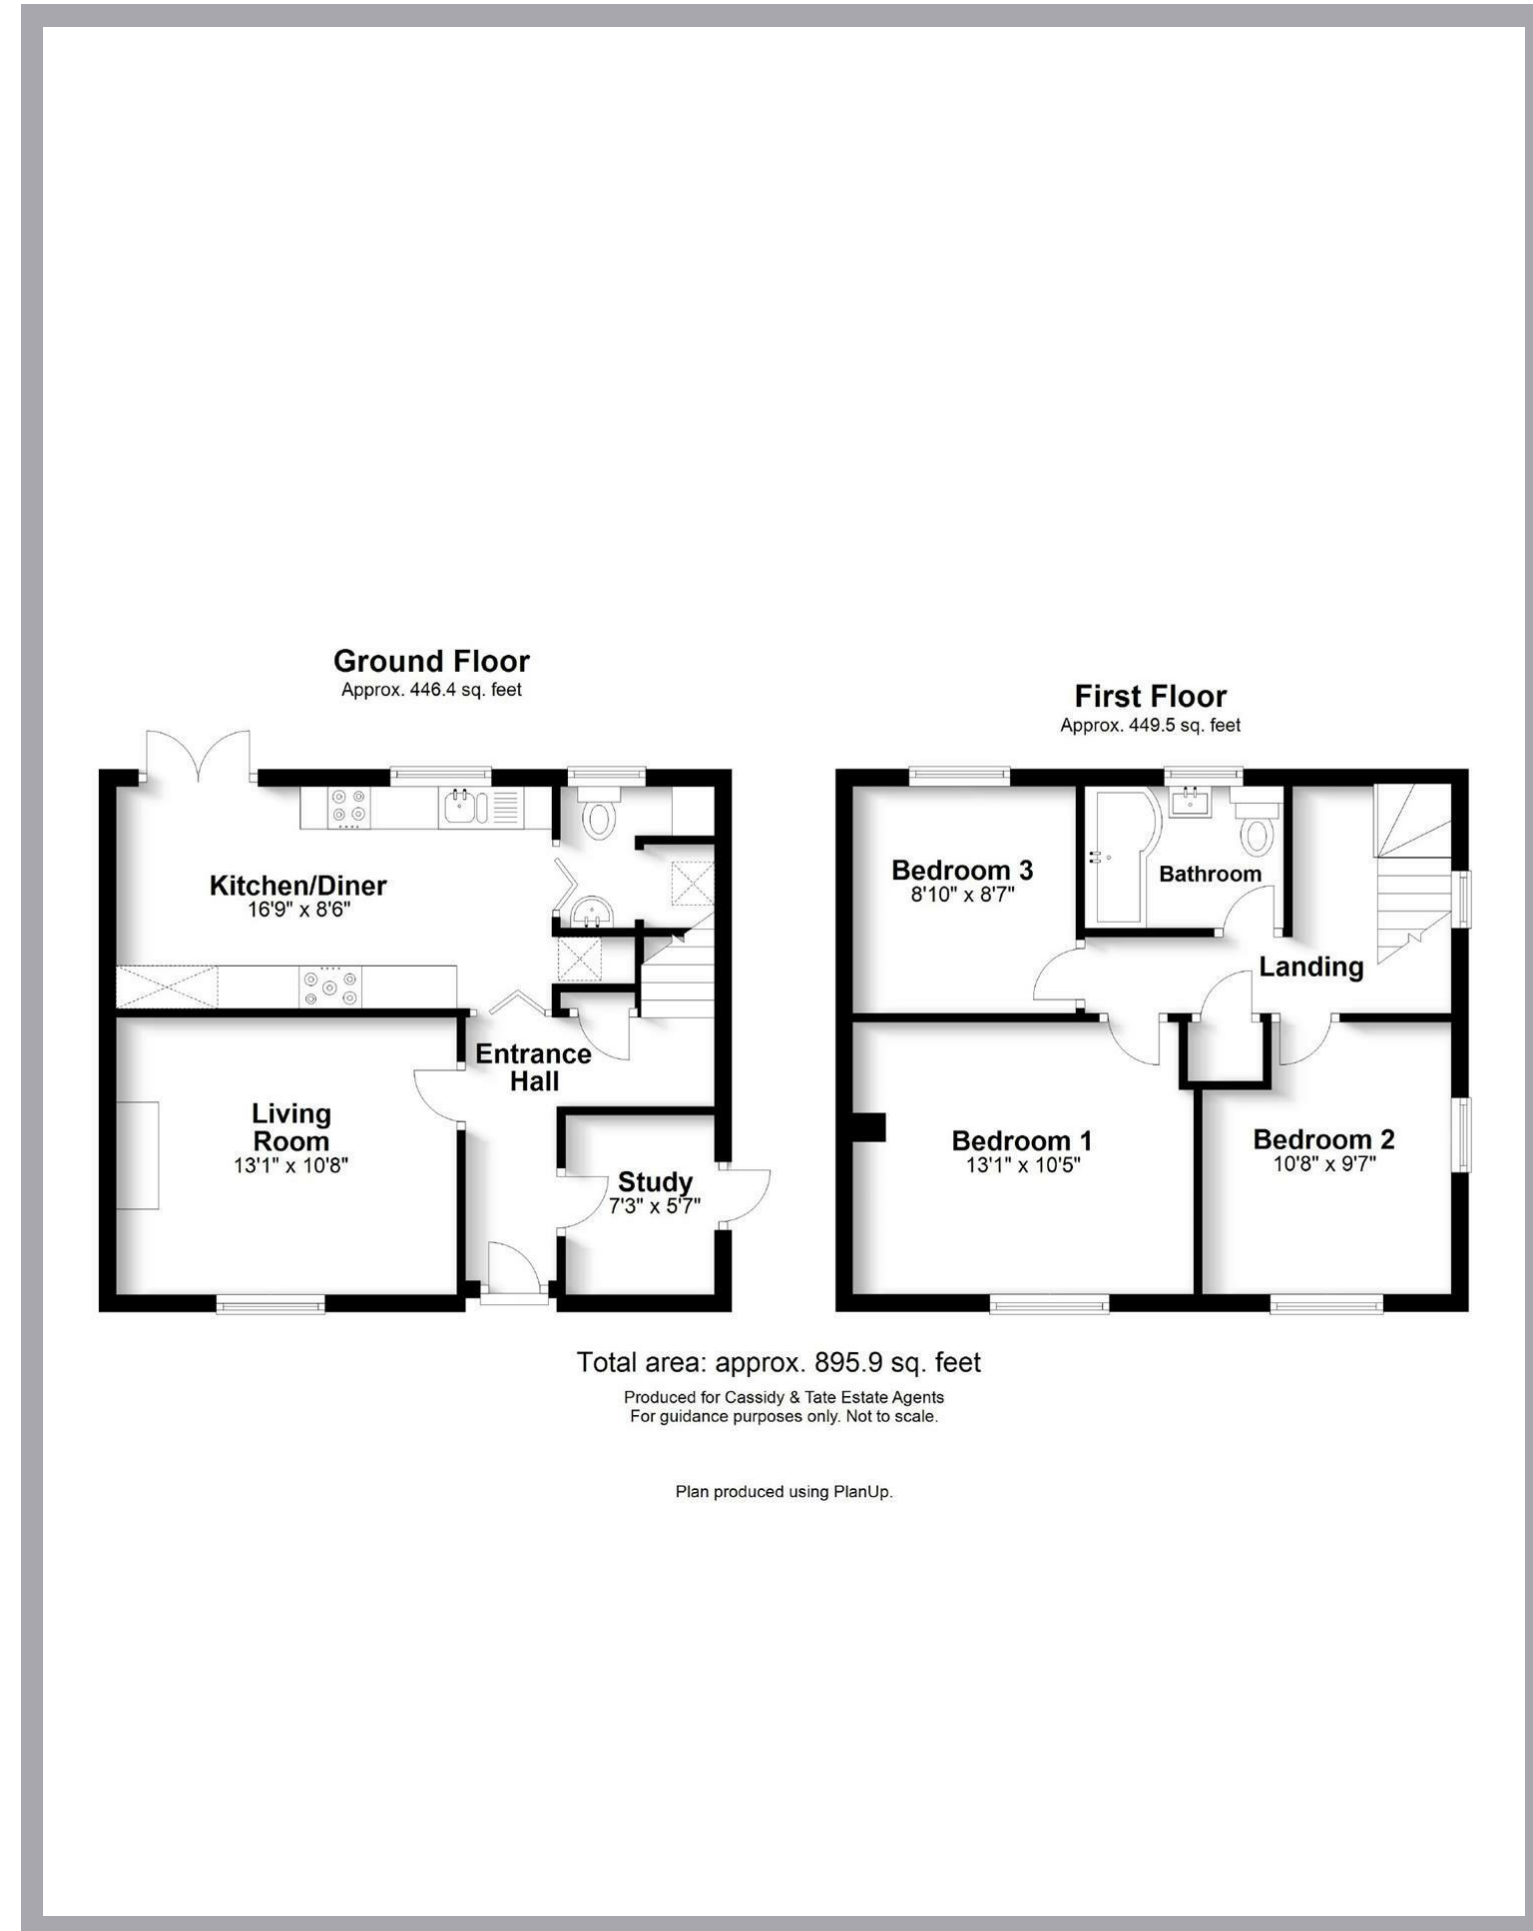 Ground Floor
Approx. 446.4 sq. feet
Kitchen/Diner
16'9" x 8'6"
Entrance
Hall
Living
Room
13'1" x 10'8"
Study
7'3" x 5'7"
First Floor
Approx. 449.5 sq. feet
Bedroom 3
8'10" x 8'7"
Bathroom
Landing
Bedroom 1
13'1" x 10'5"
Bedroom 2
10'8" x 9'7"
Total area: approx. 895.9 sq. feet
Produced for Cassidy & Tate Estate Agents
For guidance purposes only. Not to scale.
Plan produced using PlanUp.